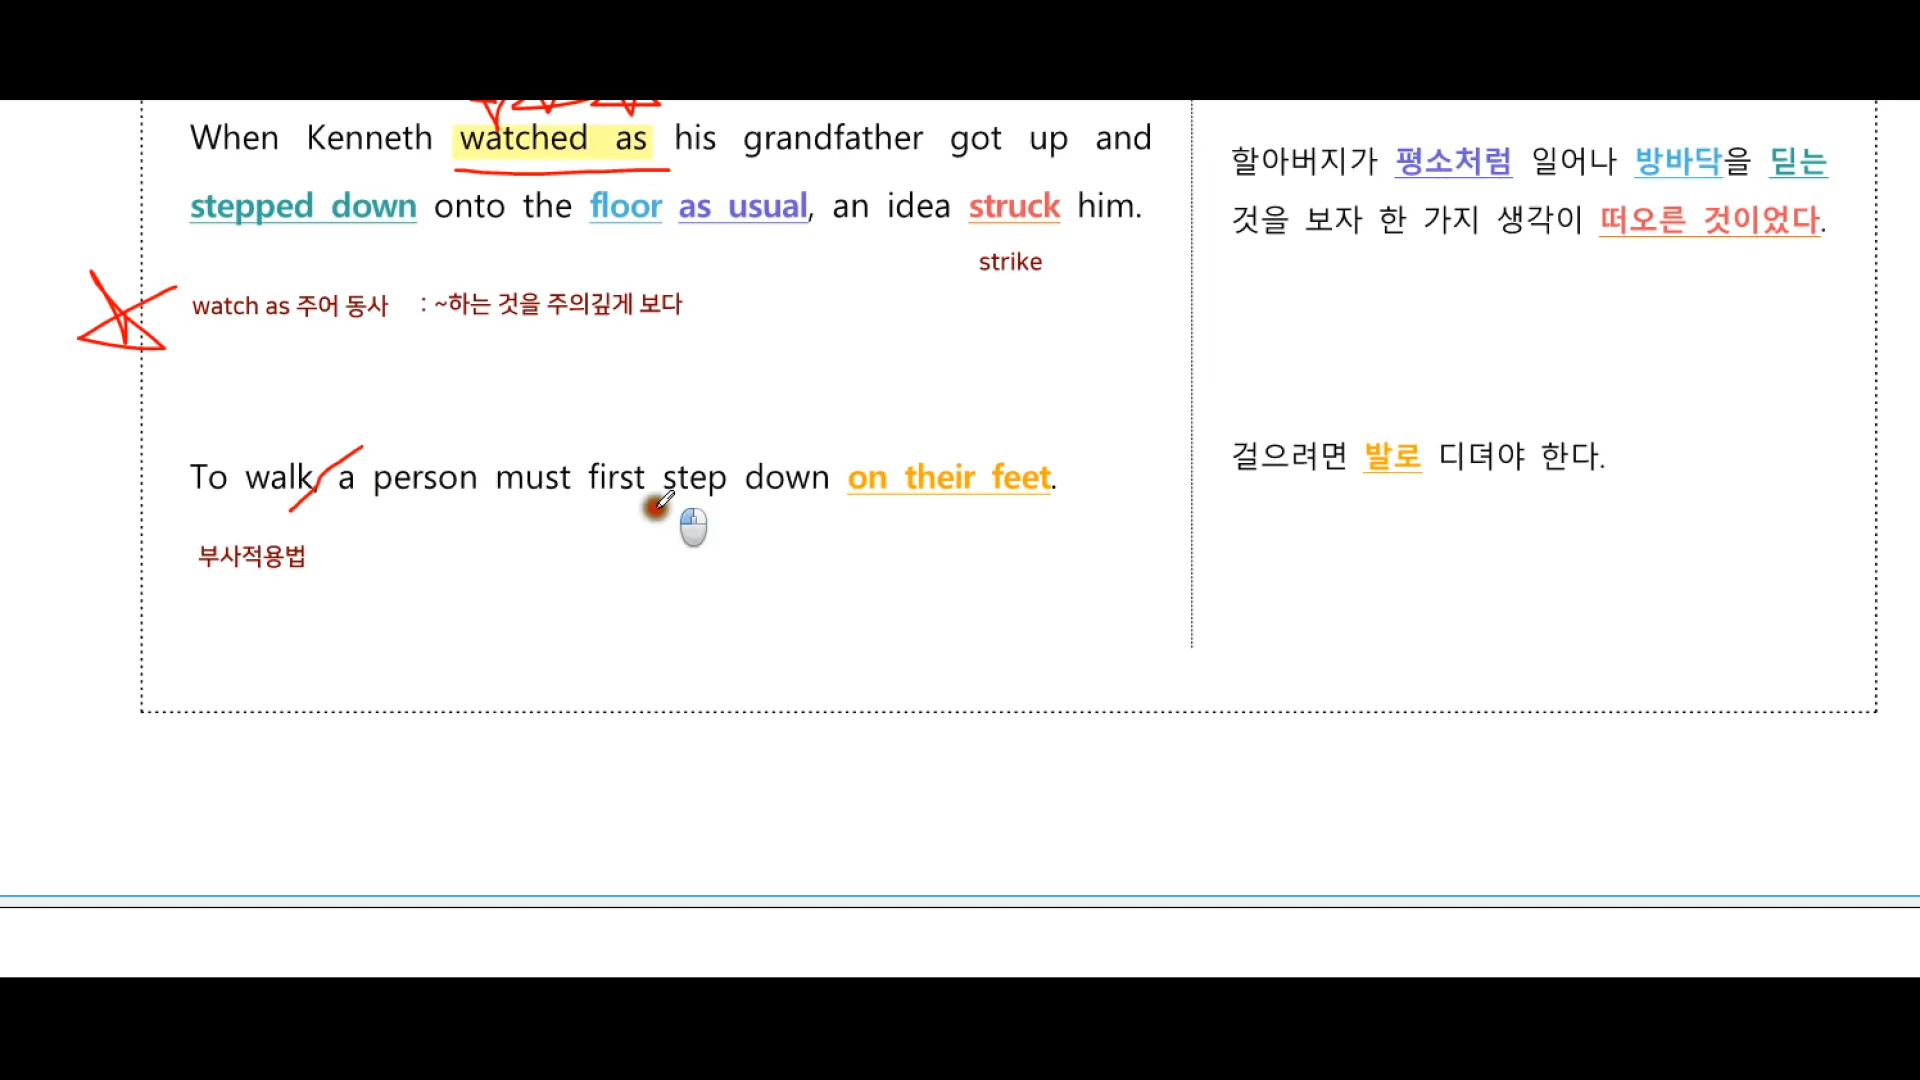 When Kenneth watched as his grandfather got up and
stepped down onto the floor as usual, an idea struck him.
strike
watch as 주어 동사 : ~하는 것을 주의깊게 보다
To walk, a person must first step down on their feet.
부사적용법
할아버지가 평소처럼 일어나 방바닥을 딛는
것을 보자 한 가지 생각이 떠오른 것이었다.
걸으려면 발로 디뎌야 한다.